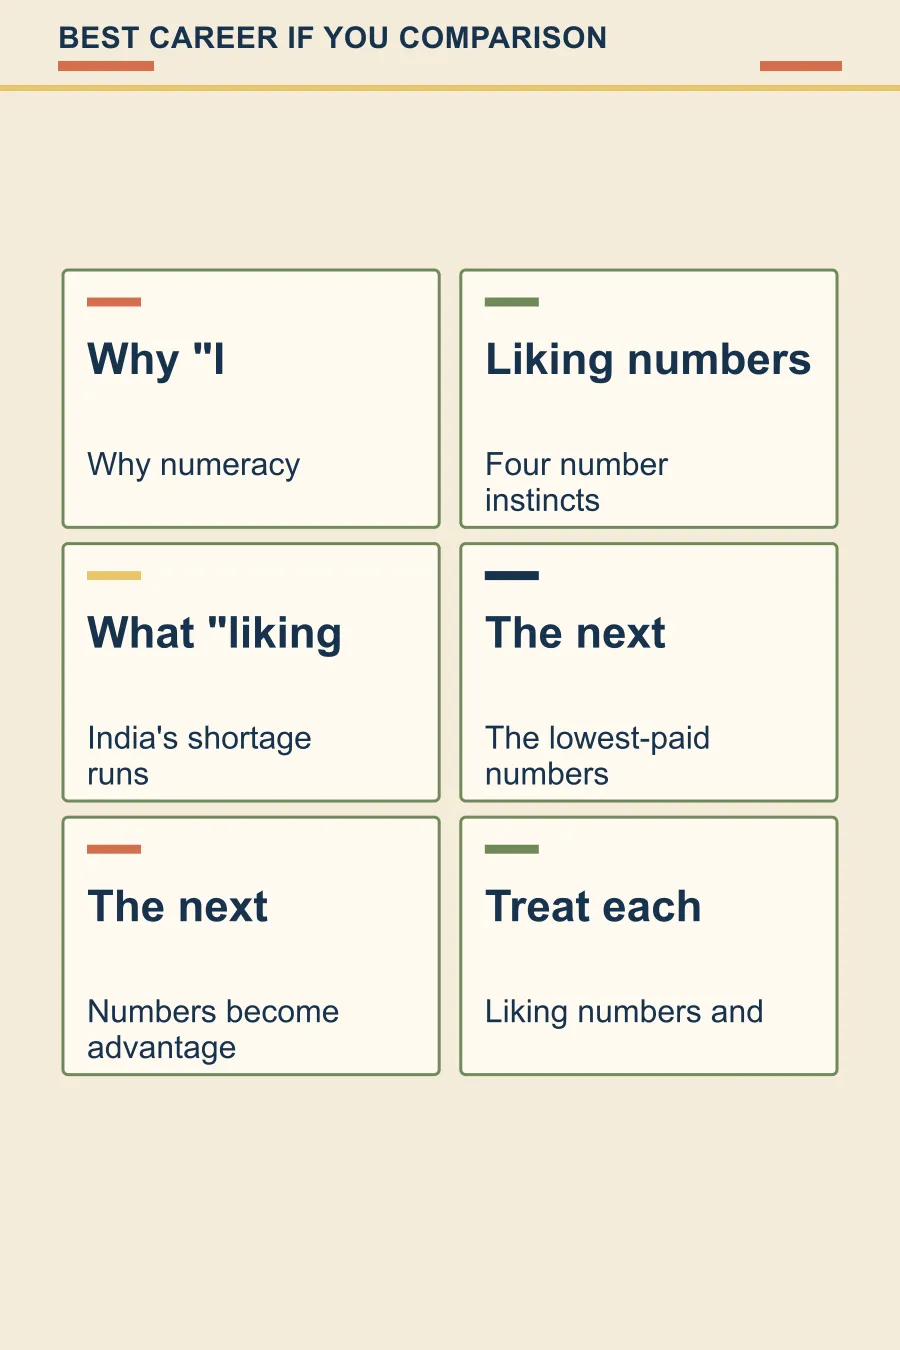 BEST CAREER IF YOU COMPARISON
Why "I
Why numeracy
Liking numbers
Four number
instincts
What "liking
India's shortage
runs
The next
The lowest-paid
numbers
The next
Numbers become
advantage
Treat each
Liking numbers and